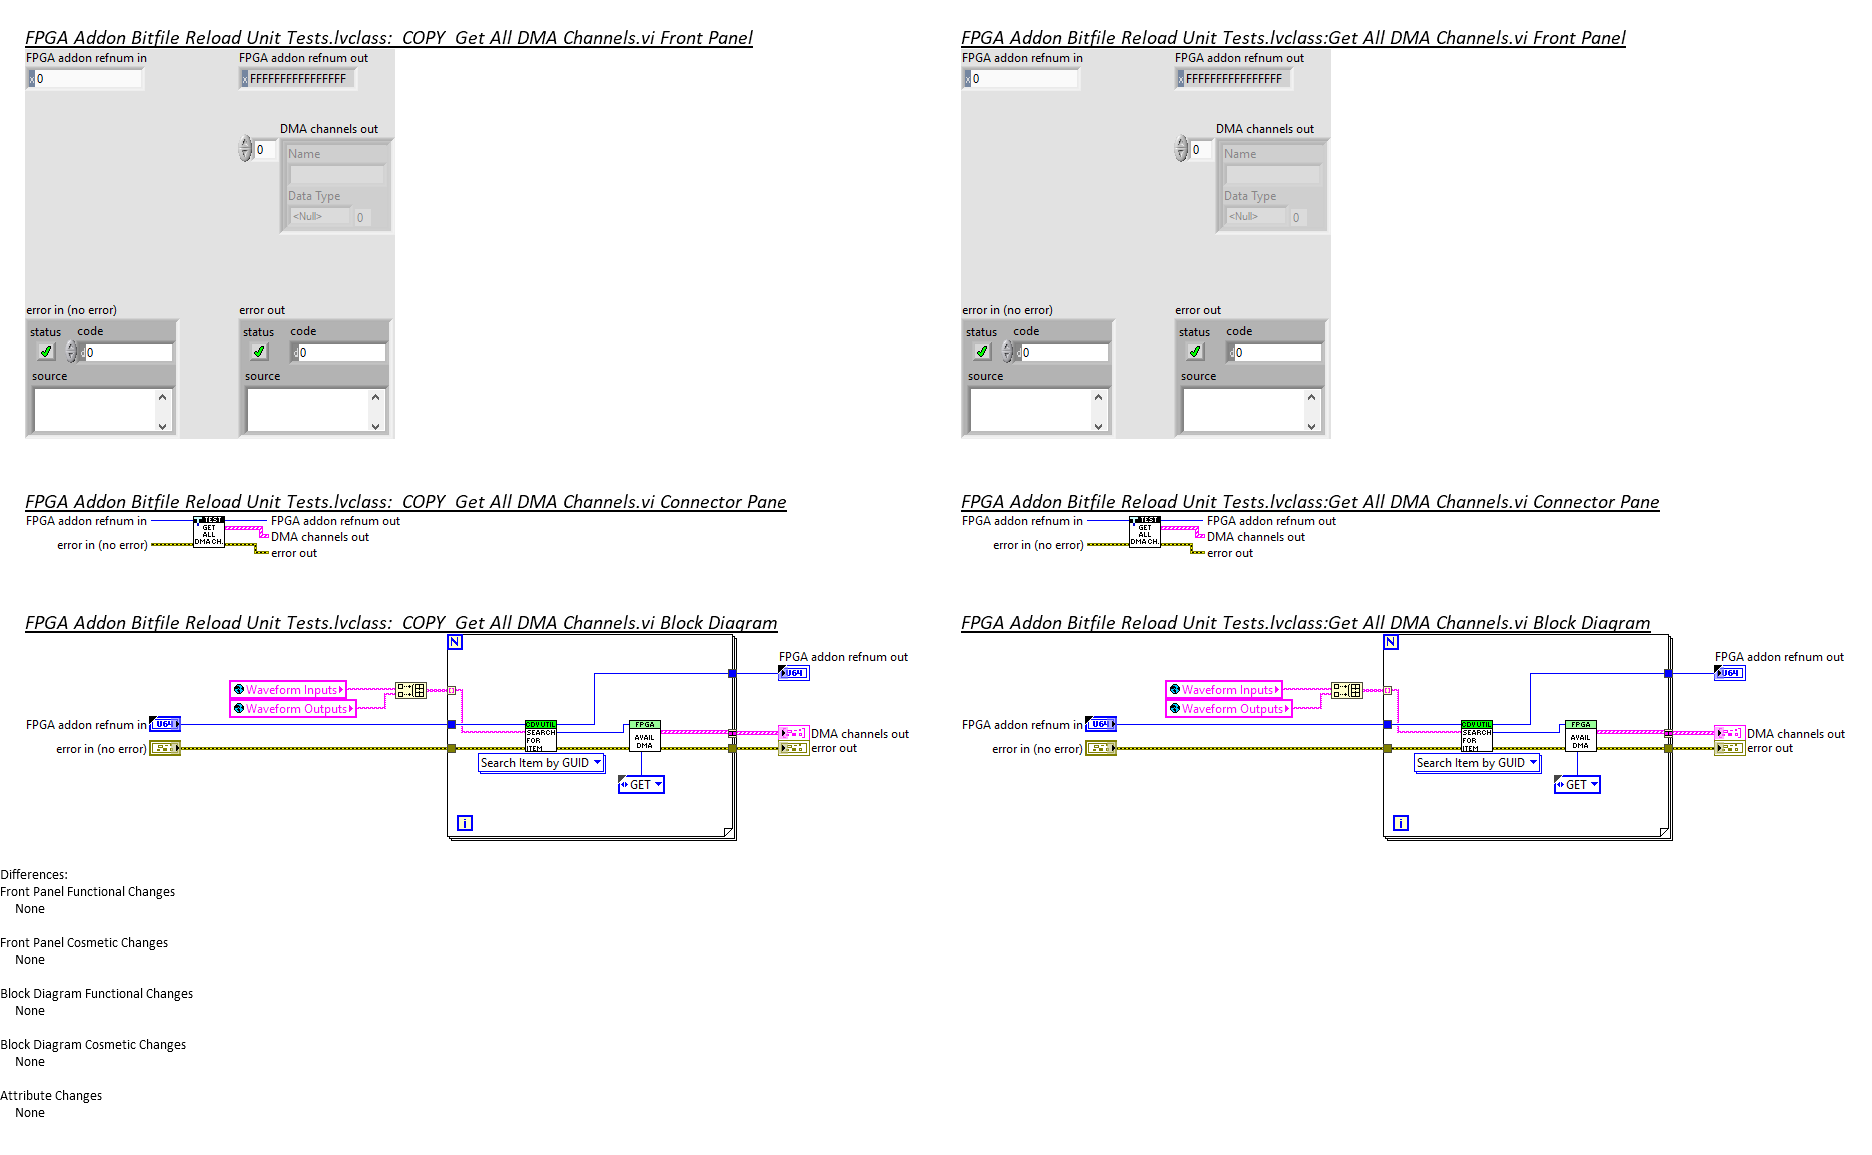 FPGA Addon Bitfile Reload Unit Tests.lvclass:  COPY  Get All DMA Channels.vi Front Panel
FPGA addon refnum in
FPGA addon refnum out
x 0
x FFFFFFFFFFFFFFFF
DMA channels out
0
Name
Data Type
<Null>
0
error in (no error)
error out
status
code
status
code
d 0
d 0
source
source
FPGA Addon Bitfile Reload Unit Tests.lvclass:Get All DMA Channels.vi Front Panel
FPGA addon refnum in
FPGA addon refnum out
x 0
x FFFFFFFFFFFFFFFF
DMA channels out
0
Name
Data Type
<Null>
0
error in (no error)
error out
status
code
status
code
d 0
d 0
source
source
FPGA Addon Bitfile Reload Unit Tests.lvclass:  COPY  Get All DMA Channels.vi Connector Pane
FPGA addon refnum in
TEST
GET
ALL
DMA CH.
FPGA addon refnum out
DMA channels out
error in (no error)
error out
FPGA Addon Bitfile Reload Unit Tests.lvclass:Get All DMA Channels.vi Connector Pane
FPGA addon refnum in
TEST
GET
ALL
DMA CH.
FPGA addon refnum out
DMA channels out
error in (no error)
error out
FPGA Addon Bitfile Reload Unit Tests.lvclass:  COPY  Get All DMA Channels.vi Block Diagram
N
FPGA addon refnum out
U64
Waveform Inputs
Waveform Outputs
FPGA addon refnum in
U64
error in (no error)
CDV UTIL
SEARCH
FOR
ITEM
FPGA
AVAIL
DMA
DMA channels out
error out
Search Item by GUID
GET
i
FPGA Addon Bitfile Reload Unit Tests.lvclass:Get All DMA Channels.vi Block Diagram
N
FPGA addon refnum out
U64
Waveform Inputs
Waveform Outputs
FPGA addon refnum in
U64
error in (no error)
CDV UTIL
SEARCH
FOR
ITEM
FPGA
AVAIL
DMA
DMA channels out
error out
Search Item by GUID
GET
i
Differences:
Front Panel Functional Changes
None
Front Panel Cosmetic Changes
None
Block Diagram Functional Changes
None
Block Diagram Cosmetic Changes
None
Attribute Changes
None